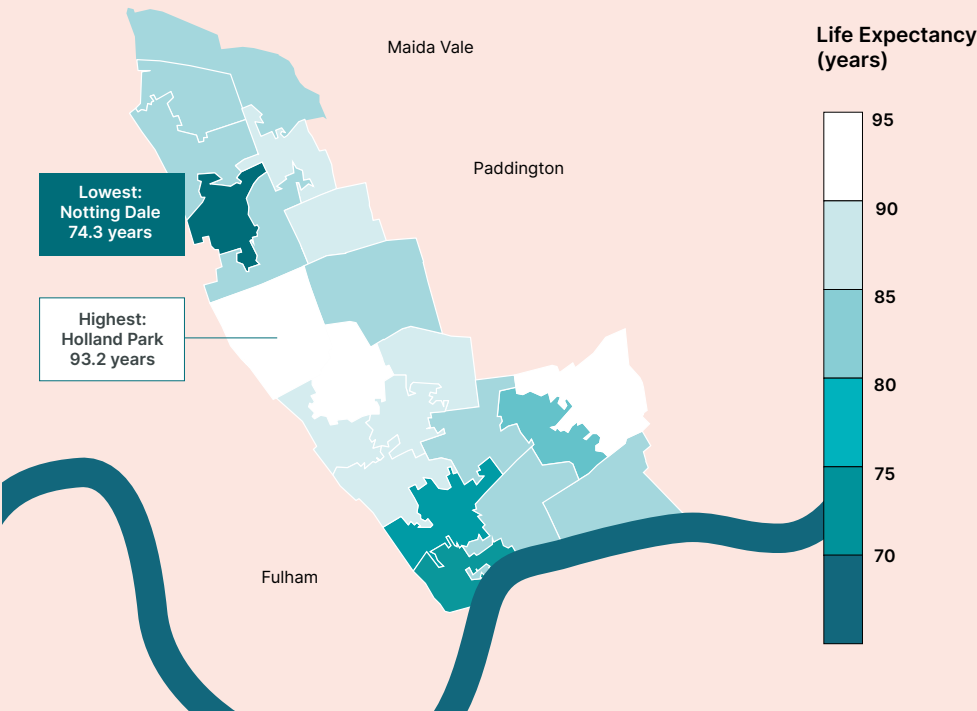 Maida Vale
Life Expectancy
(years)
95
Paddington
Lowest:
Notting Dale
74.3 years
90
85
Highest:
Holland Park
93.2 years
80
75
70
Fulham